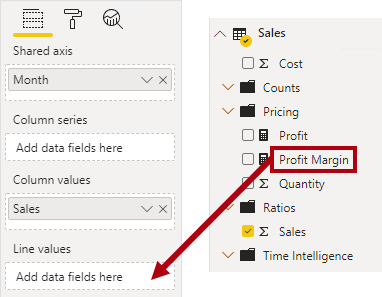 Shared axis
Month
Column series
Add data fields here
Column values
Sales
Line values
Add data fields here
Sales
Cost
Counts
Pricing
Profit
Profit Margin
Quantity
Ratios
Sales
Time Intelligence